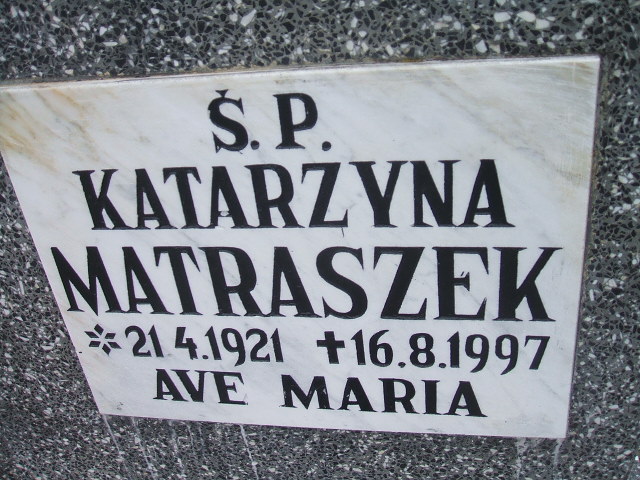 Ś. P.
KATARZYNA
MATRASZEK
* 21.4.1921 ✝16.8.1997
AVE MARIA